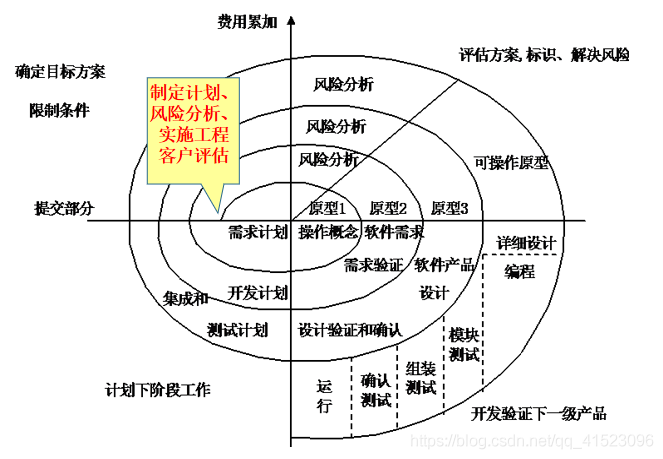 费用累加
评估方案,标识、解决风险
确定目标方案
限制条件
制定计划、
风险分析、
实施工程
客户评估
风险分析
风险分析
风险分析
可操作原型
提交部分
原型1
原型2
原型3
需求计划
操作概念
软件需求
详细设计
需求验证
软件产品
设计
编程
集成和
测试计划
开发计划
设计验证和确认
模块
测试
组装
测试
确认
测试
运
行
计划下阶段工作
开发验证下一级产品
https://blog.csdn.net/qq_41523096